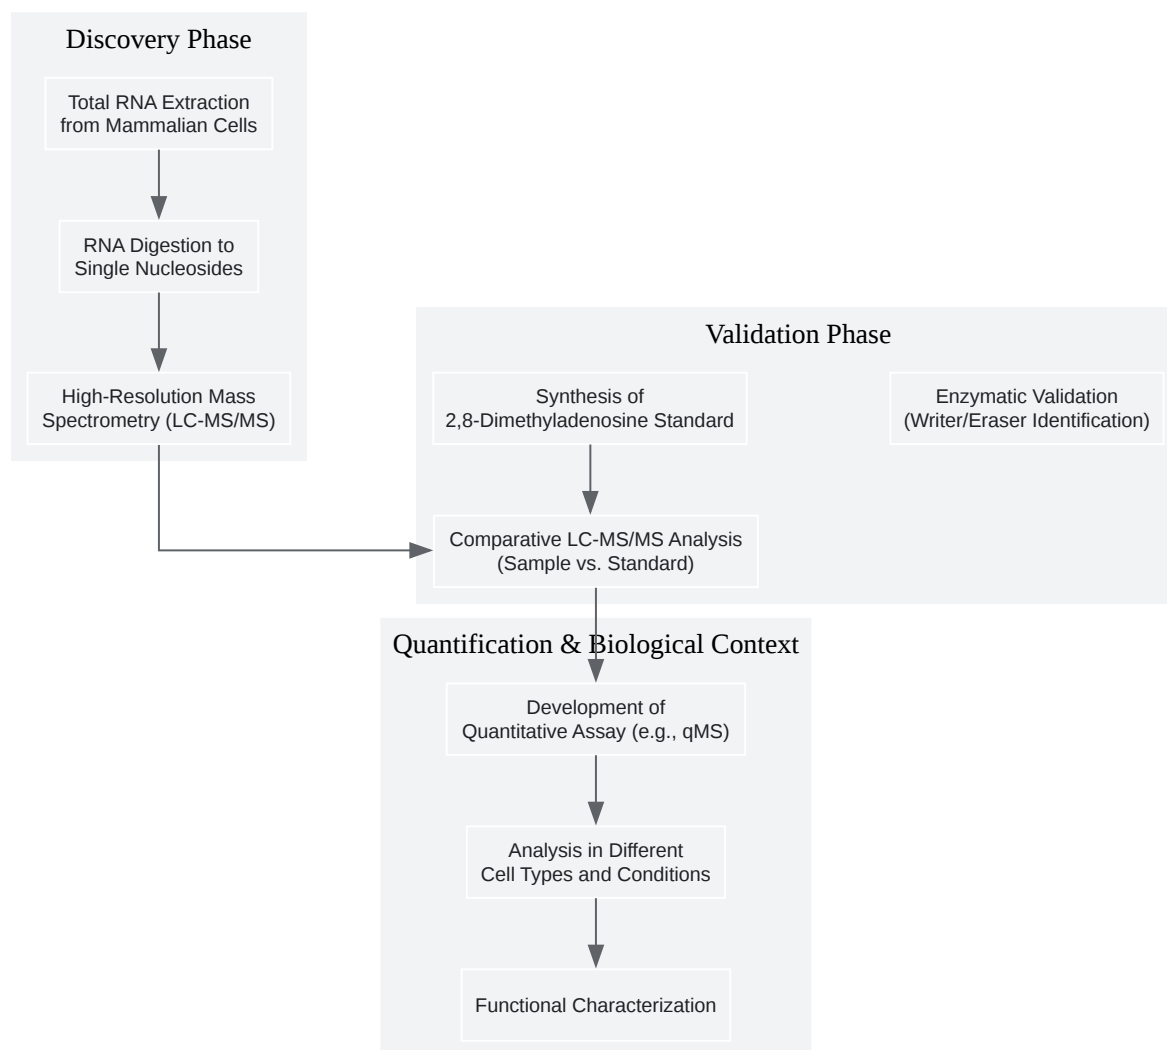 Discovery Phase
Total RNA Extraction
from Mammalian Cells
RNA Digestion to
Single Nucleosides
High-Resolution Mass
Spectrometry (LC-MS/MS)
Validation Phase
Synthesis of
2,8-Dimethyladenosine Standard
Enzymatic Validation
(Writer/Eraser Identification)
Comparative LC-MS/MS Analysis
(Sample vs. Standard)
Quantification & Biological Context
Development of
Quantitative Assay (e.g., qMS)
Analysis in Different
Cell Types and Conditions
Functional Characterization